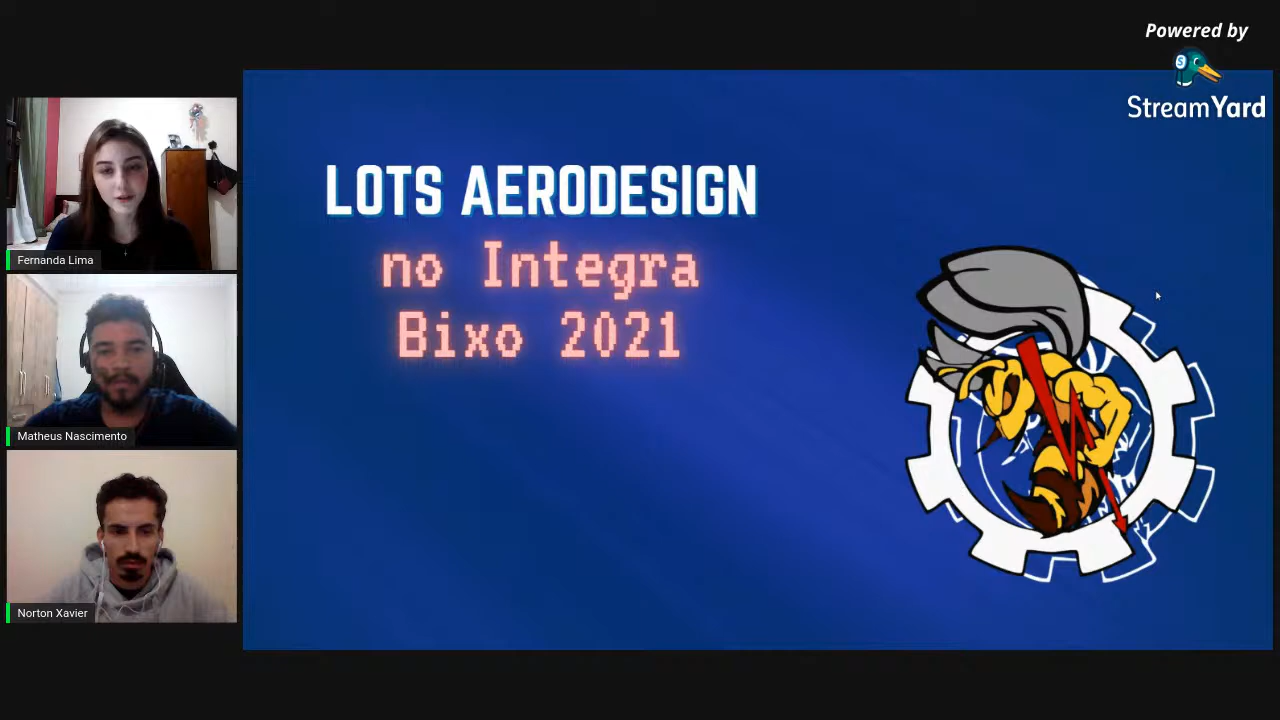 Powered by
StreamYard
LOTS AERODESIGN
no Integra
Bixo 2021
Fernanda Lima
Matheus Nascimento
Norton Xavier